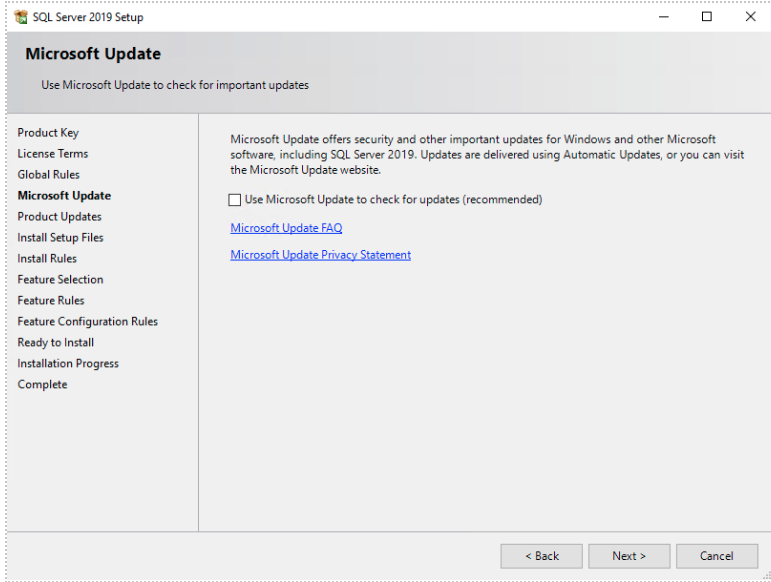 SQL Server 2019 Setup
Microsoft Update
Use Microsoft Update to check for important updates
Product Key
License Terms
Global Rules
Microsoft Update
Product Updates
Install Setup Files
Install Rules
Feature Selection
Feature Rules
Feature Configuration Rules
Ready to Install
Installation Progress
Complete
Microsoft Update offers security and other important updates for Windows and other Microsoft
software, including SQL Server 2019. Updates are delivered using Automatic Updates, or you can visit
the Microsoft Update website.
Use Microsoft Update to check for updates (recommended)
Microsoft Update FAQ
Microsoft Update Privacy Statement
< Back
Next >
Cancel